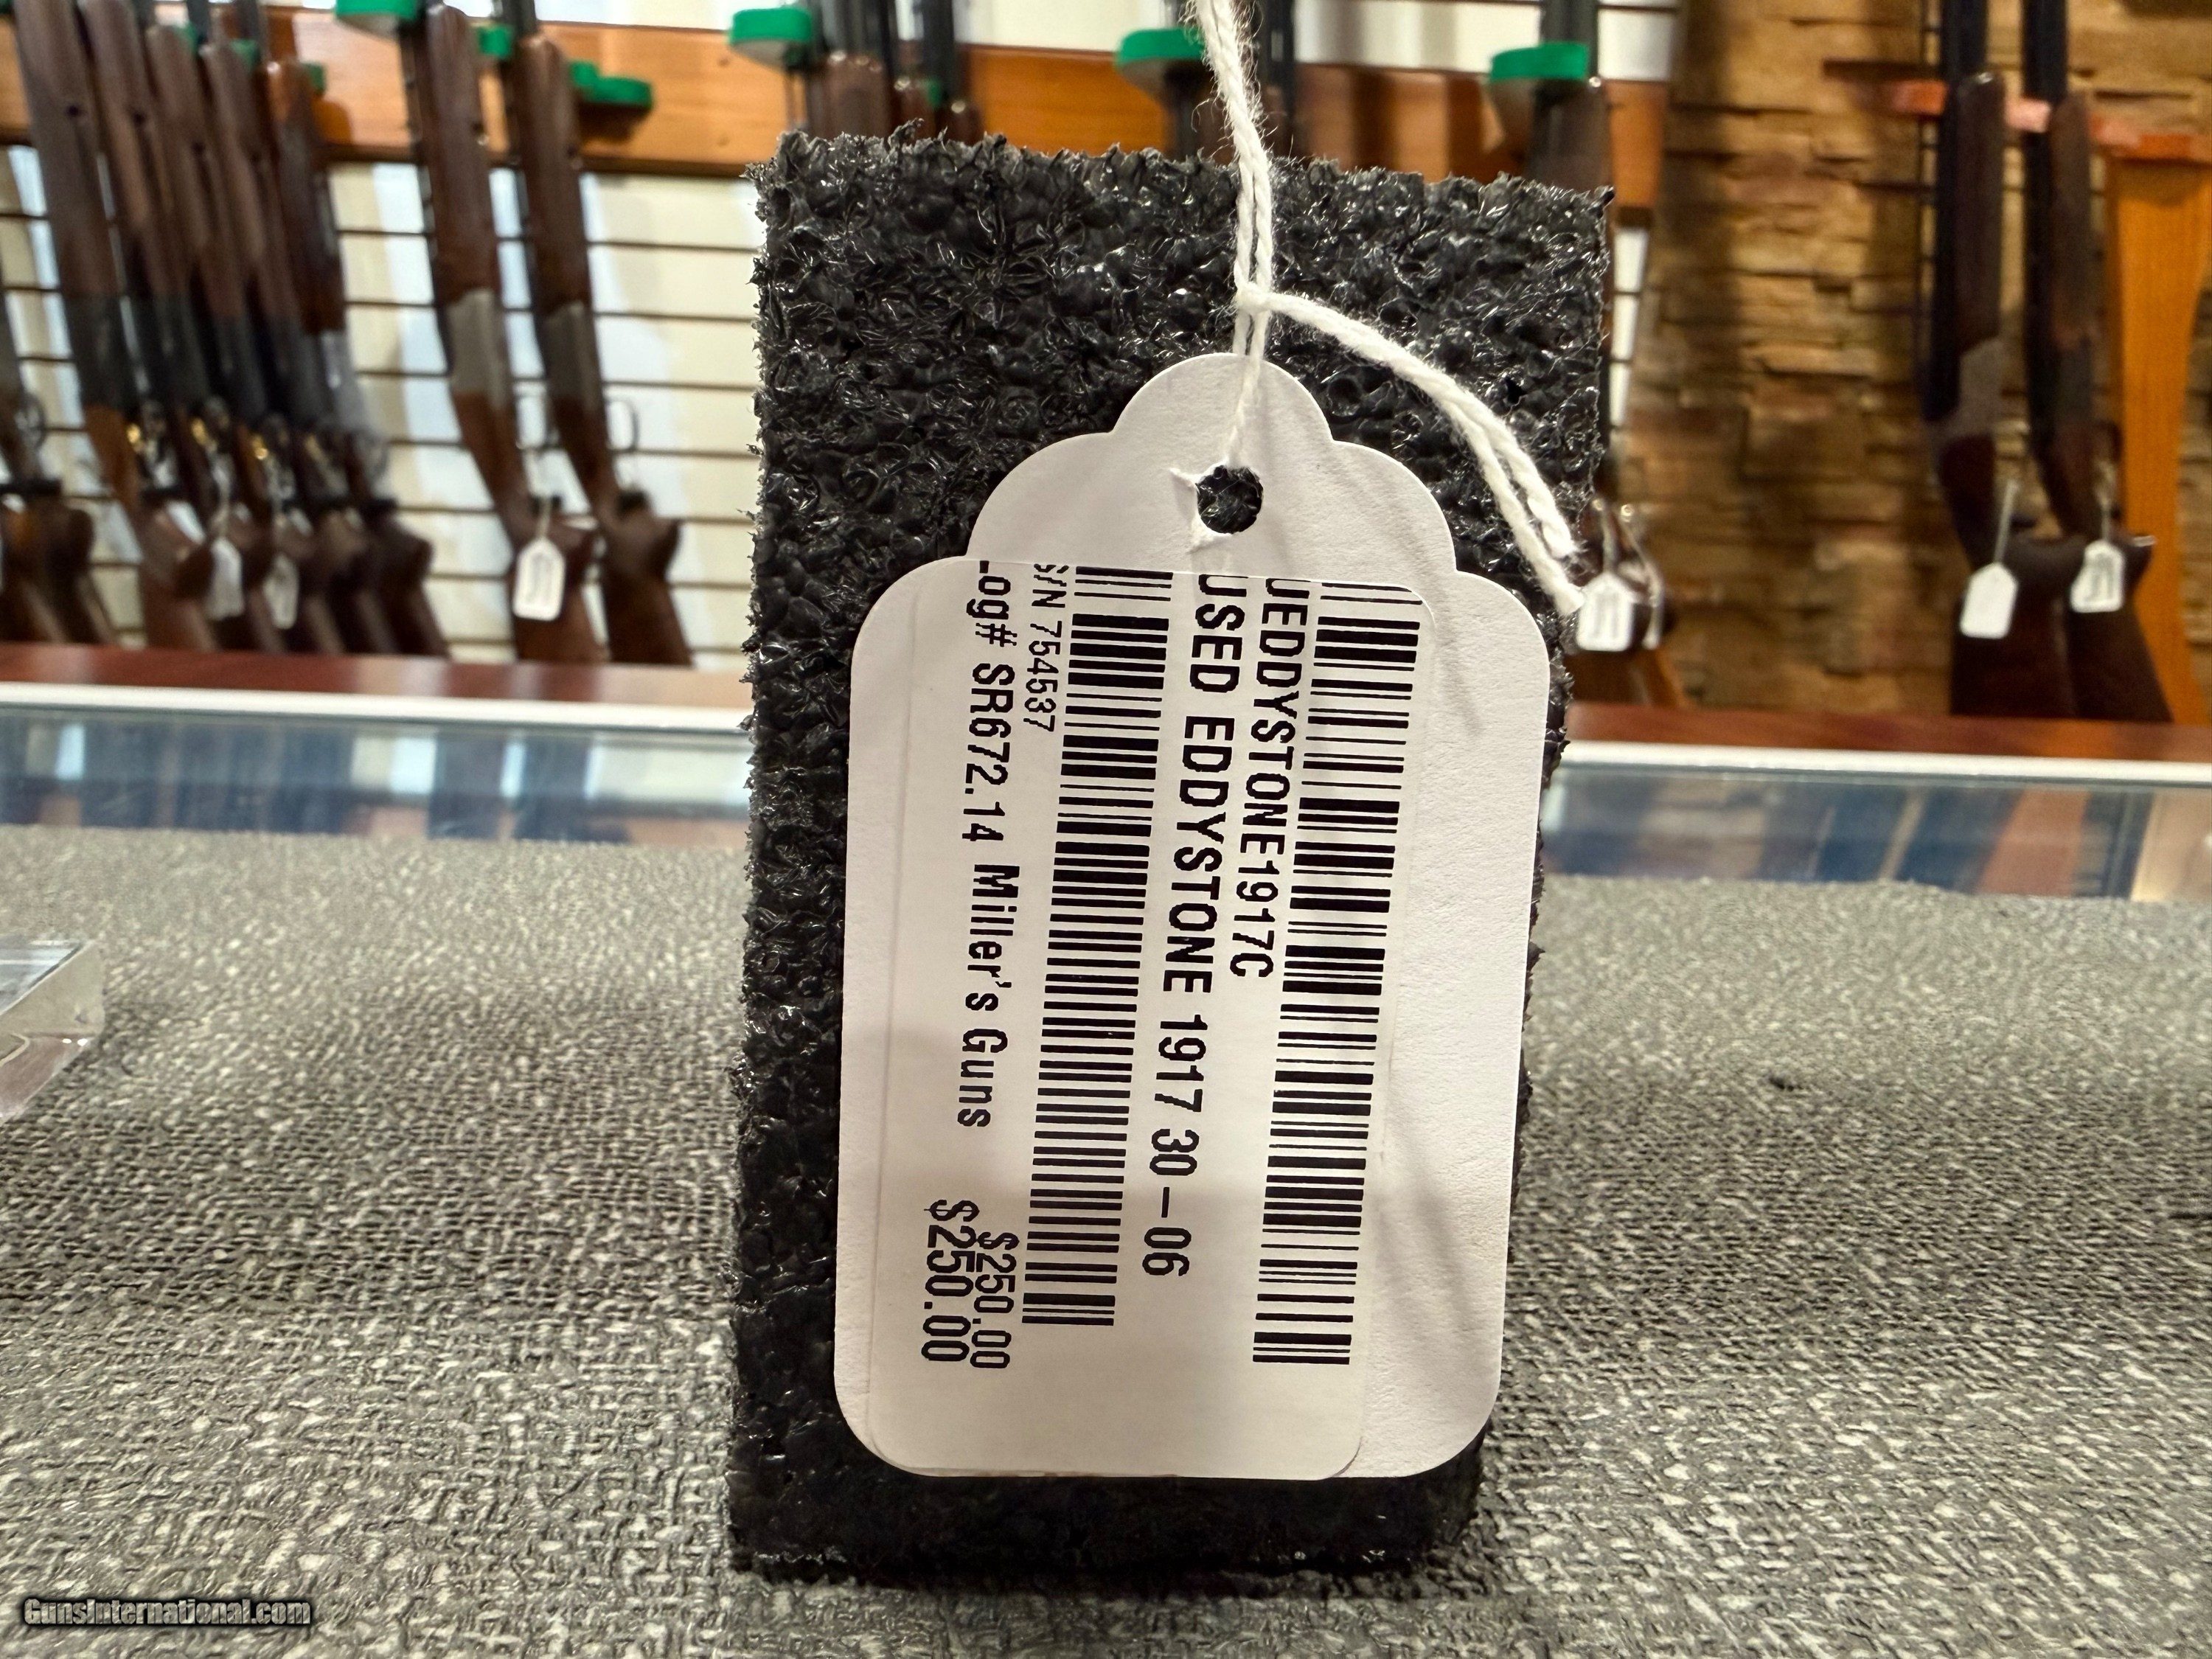 UEDDYSTONE1917C
USED EDDYSTONE 1917 30-06
S/N 754537
Log# SR672.14 Miller's Guns
$250.00
$250.00
GunsInternational.com